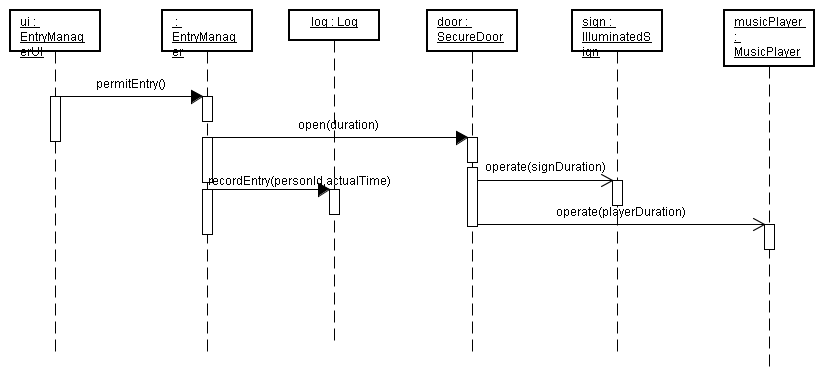 ui :
EntryManag
erUI
:
EntryManag
er
log : Log
door :
SecureDoor
sign :
IlluminatedS
ign
musicPlayer
:
MusicPlayer
permitEntry()
open(duration)
operate(signDuration)
recordEntry(personId,actualTime)
operate(playerDuration)